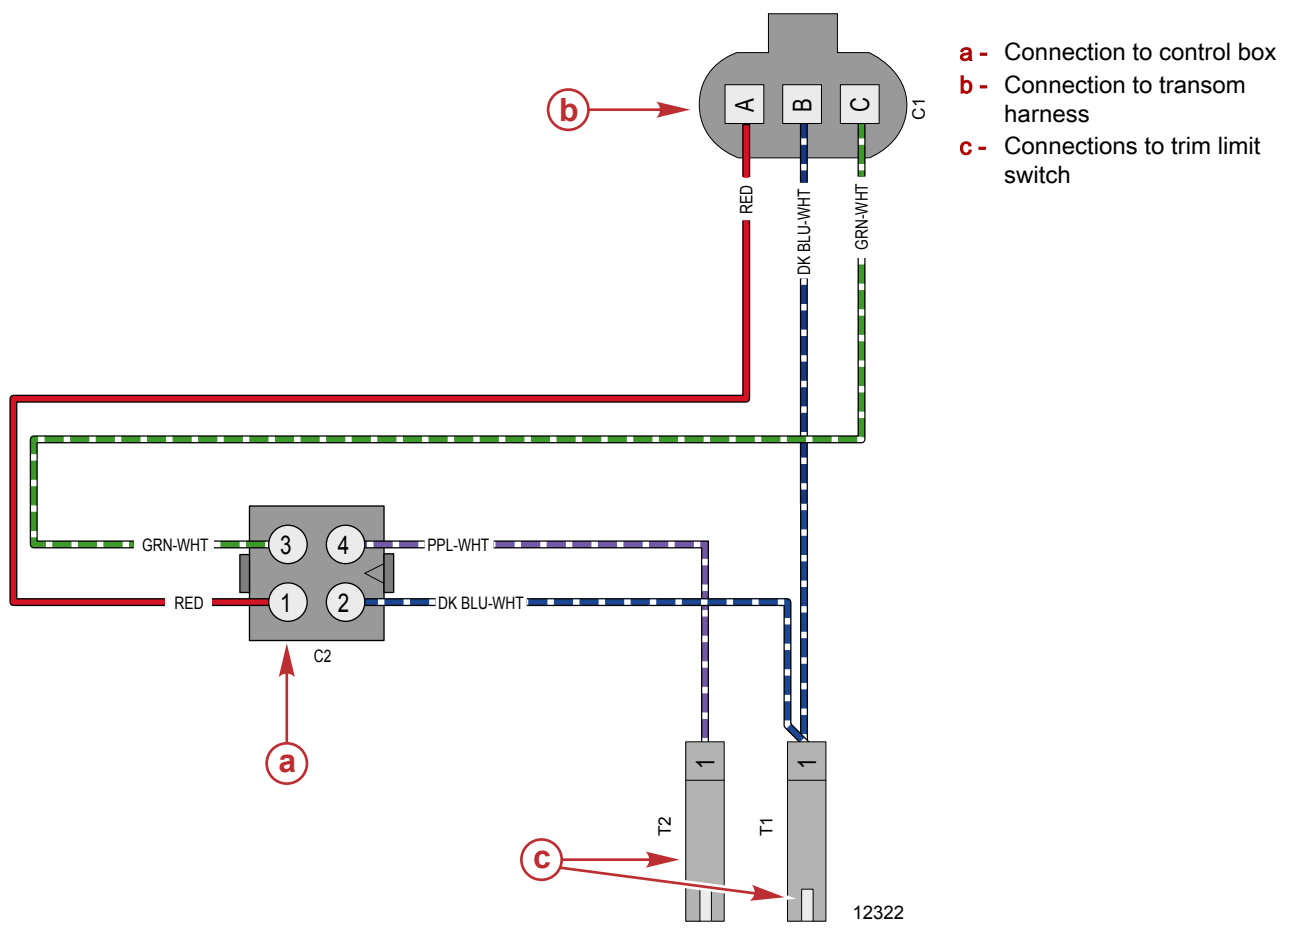 a - Connection to control box
b - Connection to transom
harness
c - Connections to trim limit
switch
b
A
B
C
C1
RED
DK BLU-WHT
GRN-WHT
GRN-WHT
3
4
PPL-WHT
RED
1
2
DK BLU-WHT
C2
a
1
1
T2
T1
c
12322